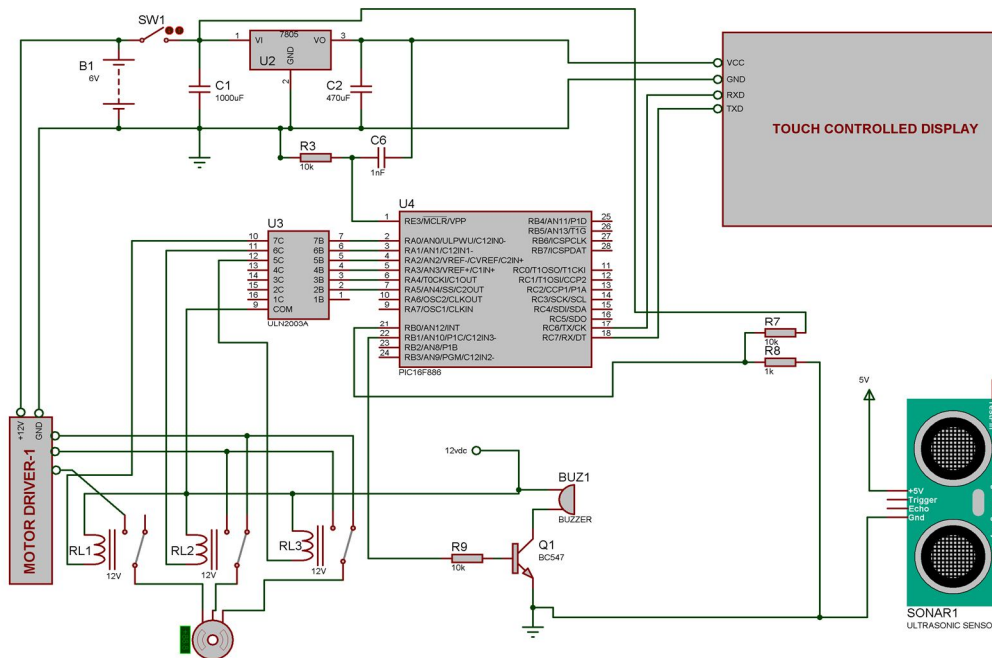 SW1
B1
6V
1
VI
7805
VO
3
GND
U2
2
C1
1000uF
C2
470uF
R3
10k
C6
1nF
VCC
GND
RXD
TXD
TOUCH CONTROLLED DISPLAY
U3
10 7C 7B 7
11 6C 6B 6
12 5C 5B 5
13 4C 4B 4
14 3C 3B 3
15 2C 2B 2
16 1C 1B 1
9 COM
ULN2003A
U4
1 RE3/MCLR/VPP
2 RA0/AN0/ULPWU/C12IN0-
3 RA1/AN1/C12IN1-
4 RA2/AN2/VREF-/CVREF/C2IN+
5 RA3/AN3/VREF+/C1IN+
6 RA4/T0CKI/C1OUT
7 RA5/AN4/SS/C2OUT
10 RA6/OSC2/CLKOUT
9 RA7/OSC1/CLKIN
21 RB0/AN12/INT
22 RB1/AN10/P1C/C12IN3-
23 RB2/AN8/P1B
24 RB3/AN9/PGM/C12IN2-
RB4/AN11/P1D 25
RB5/AN13/T1G 26
RB6/ICSPCLK 27
RB7/ICSPDAT 28
RC0/T1OSO/T1CKI 11
RC1/T1OSI/CCP2 12
RC2/CCP1/P1A 13
RC3/SCK/SCL 14
RC4/SDI/SDA 15
RC5/SDO 16
RC6/TX/CK 17
RC7/RX/DT 18
PIC16F886
R7
10k
R8
1k
5V
+5V
Trigger
Echo
Gnd
SONAR1
ULTRASONIC SENSO
+12V
GND
MOTOR DRIVER-1
RL1
12V
RL2
12V
RL3
12V
12vdc
BUZ1
BUZZER
R9
10k
Q1
BC547